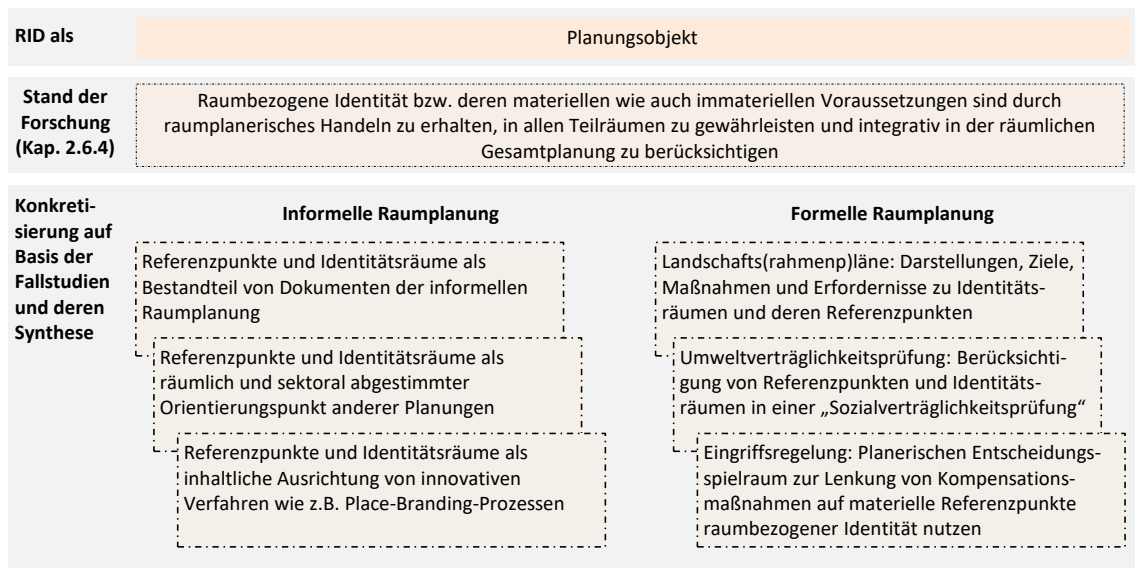 RID als
Planungsobjekt
Stand der
Forschung
(Kap. 2.6.4)
Raumbezogene Identität bzw. deren materiellen wie auch immateriellen Voraussetzungen sind durch
raumplanerisches Handeln zu erhalten, in allen Teilräumen zu gewährleisten und integrativ in der räumlichen
Gesamtplanung zu berücksichtigen
Konkreti-
sierung auf
Basis der
Fallstudien
und deren
Synthese
Informelle Raumplanung
Referenzpunkte und Identitätsräume als
Bestandteil von Dokumenten der informellen
Raumplanung
Referenzpunkte und Identitätsräume als
räumlich und sektoral abgestimmter
Orientierungspunkt anderer Planungen
Referenzpunkte und Identitätsräume als
inhaltliche Ausrichtung von innovativen
Verfahren wie z.B. Place-Branding-Prozessen
Formelle Raumplanung
Landschafts(rahmenp)läne: Darstellungen, Ziele,
Maßnahmen und Erfordernisse zu Identitäts-
räumen und deren Referenzpunkten
Umweltverträglichkeitsprüfung: Berücksichti-
gung von Referenzpunkten und Identitäts-
räumen in einer „Sozialverträglichkeitsprüfung“
Eingriffsregelung: Planerischen Entscheidungs-
spielraum zur Lenkung von Kompensations-
maßnahmen auf materielle Referenzpunkte
raumbezogener Identität nutzen